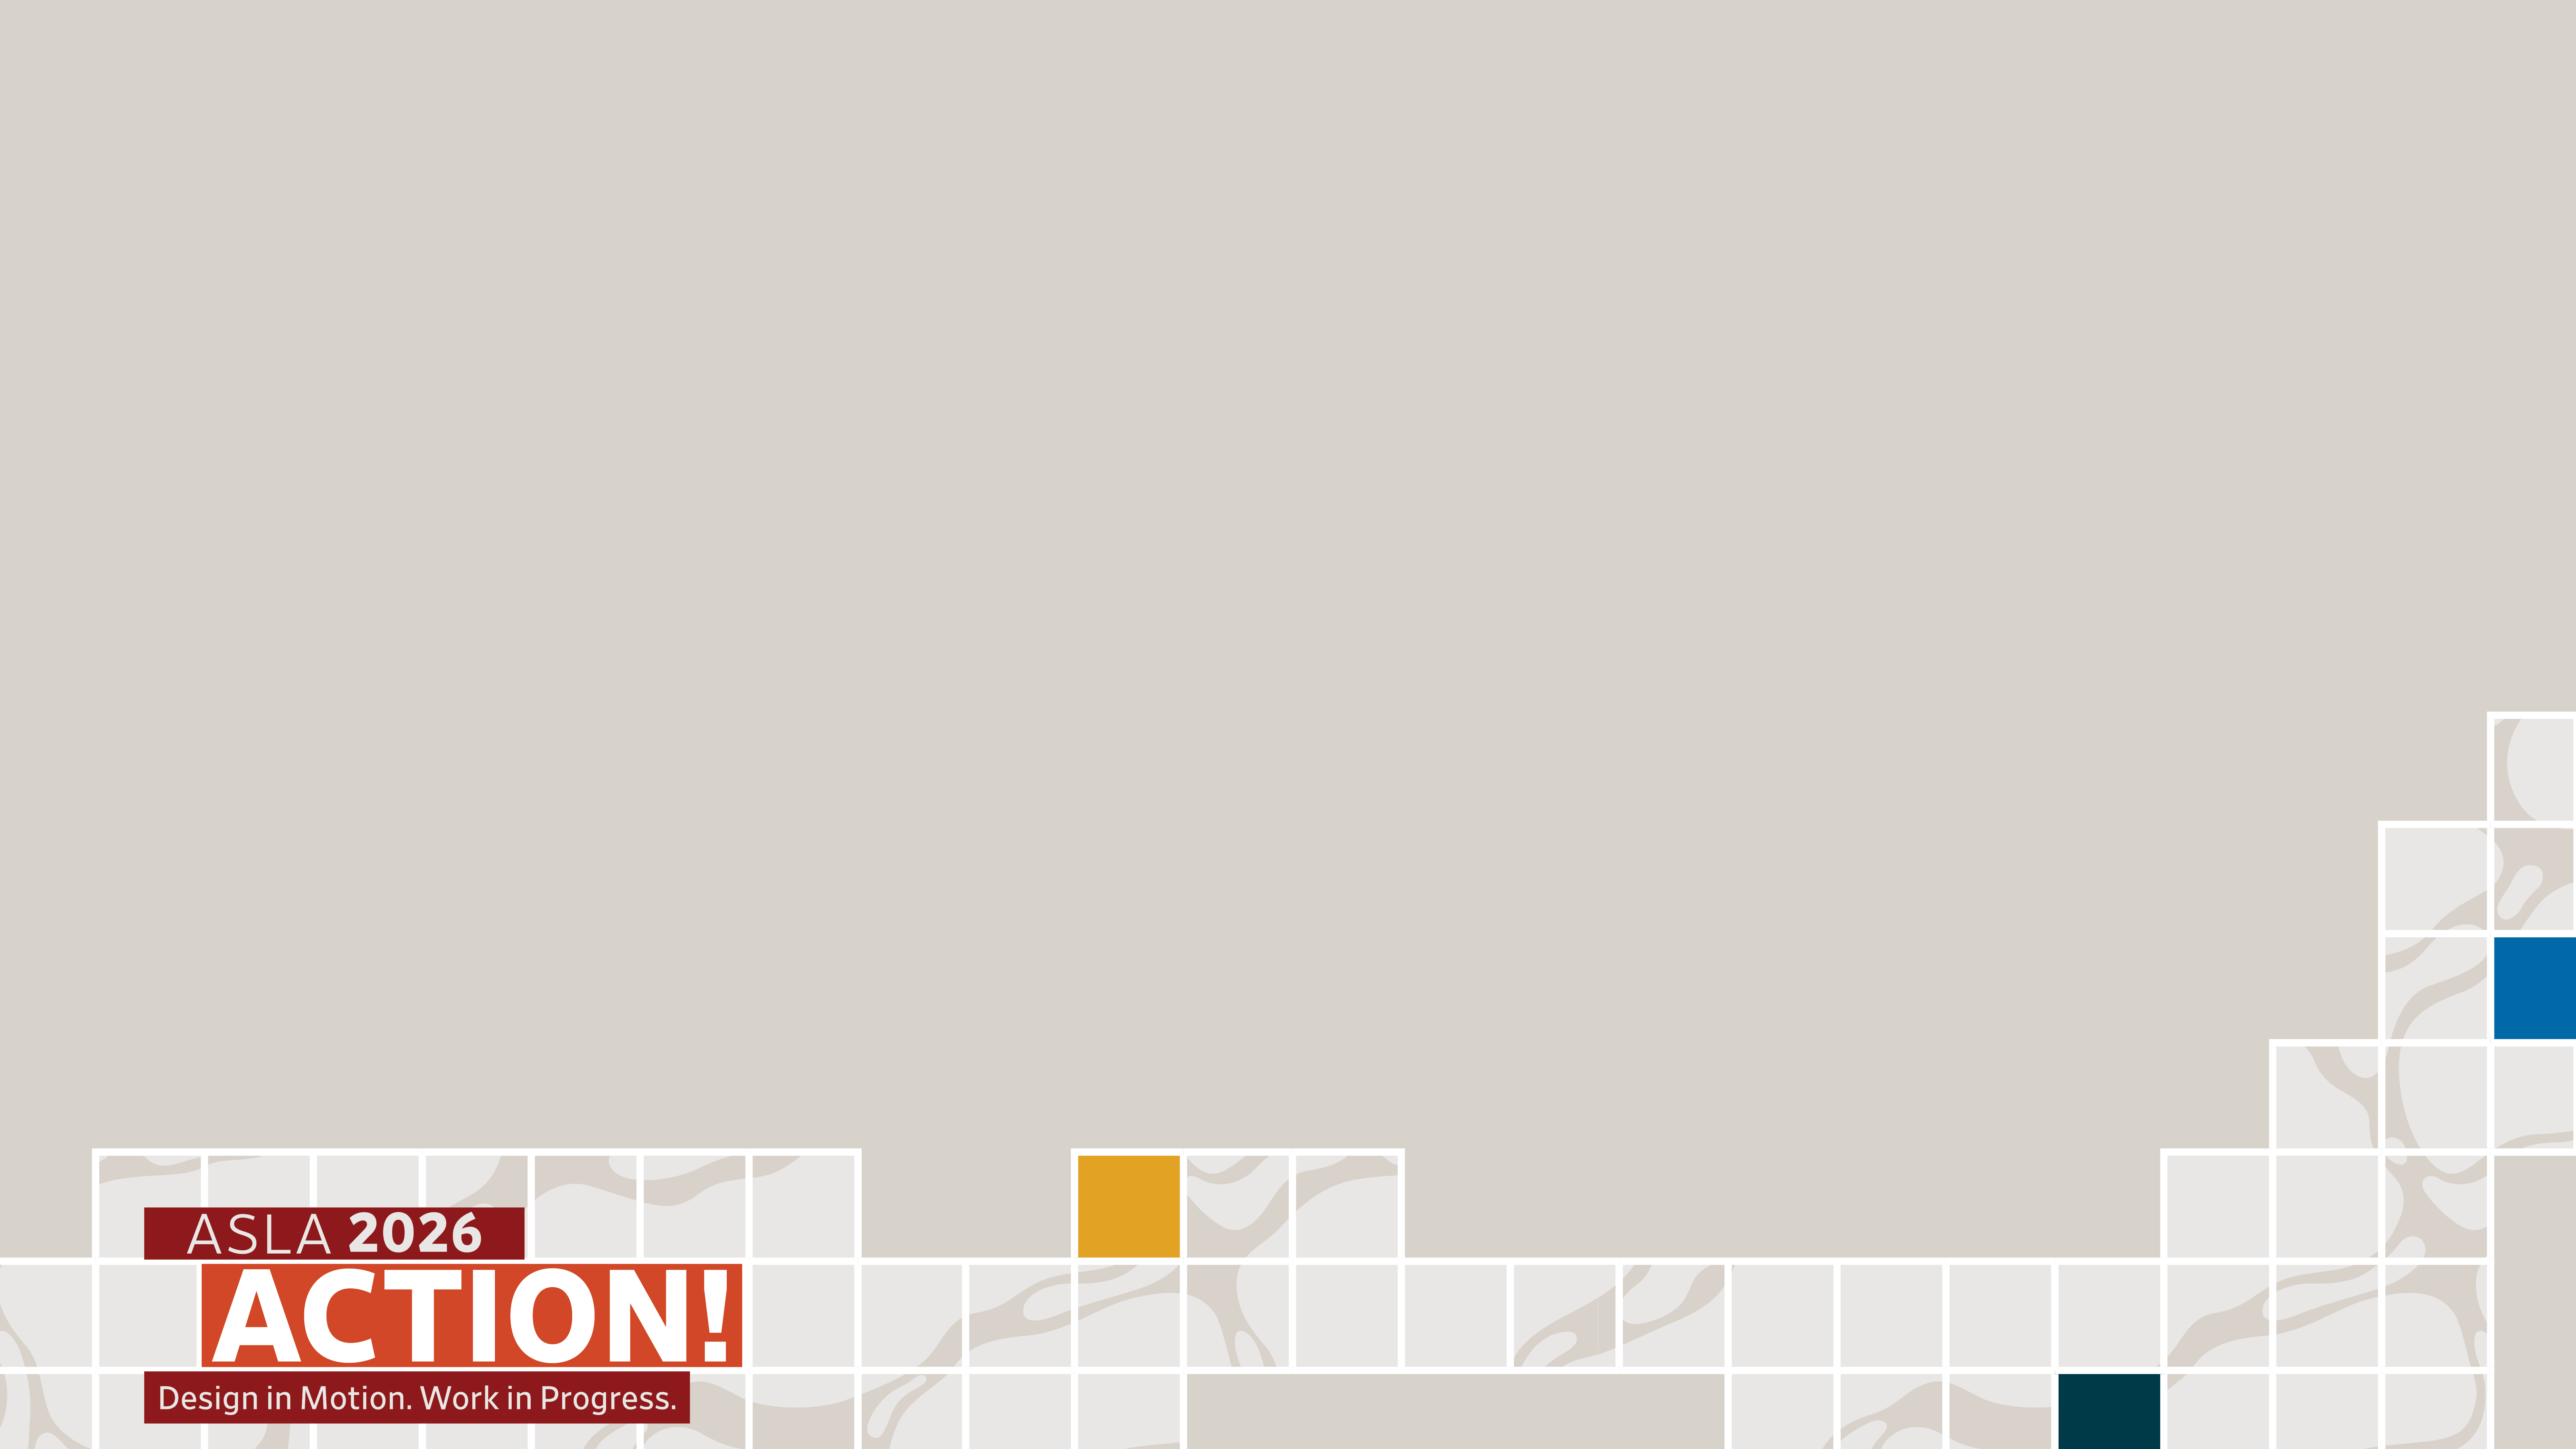 ASLA 2026
ACTION!
Design in Motion. Work in Progress.